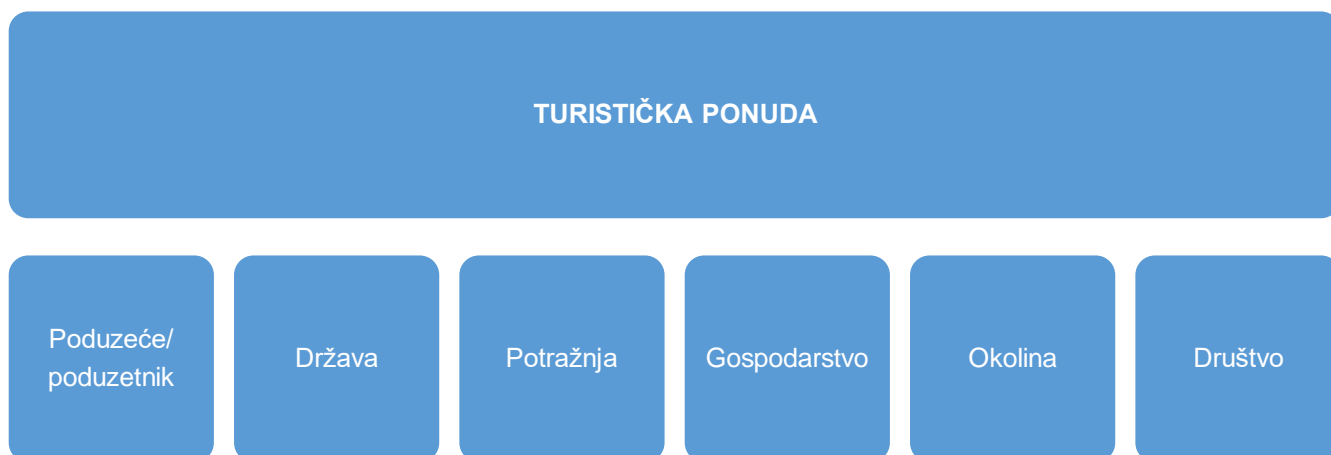 TURISTIČKA PONUDA
Poduzeće/
poduzetnik
Država
Potražnja
Gospodarstvo
Okolina
Društvo